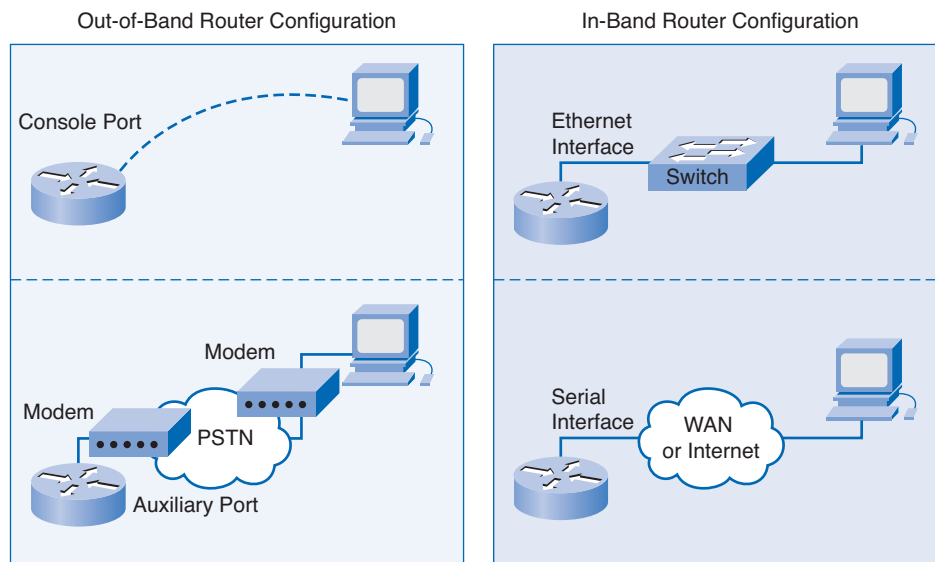 Out-of-Band Router Configuration
Console Port
Modem
Modem
PSTN
Auxiliary Port
In-Band Router Configuration
Ethernet
Interface
Switch
Serial
Interface
WAN
or Internet